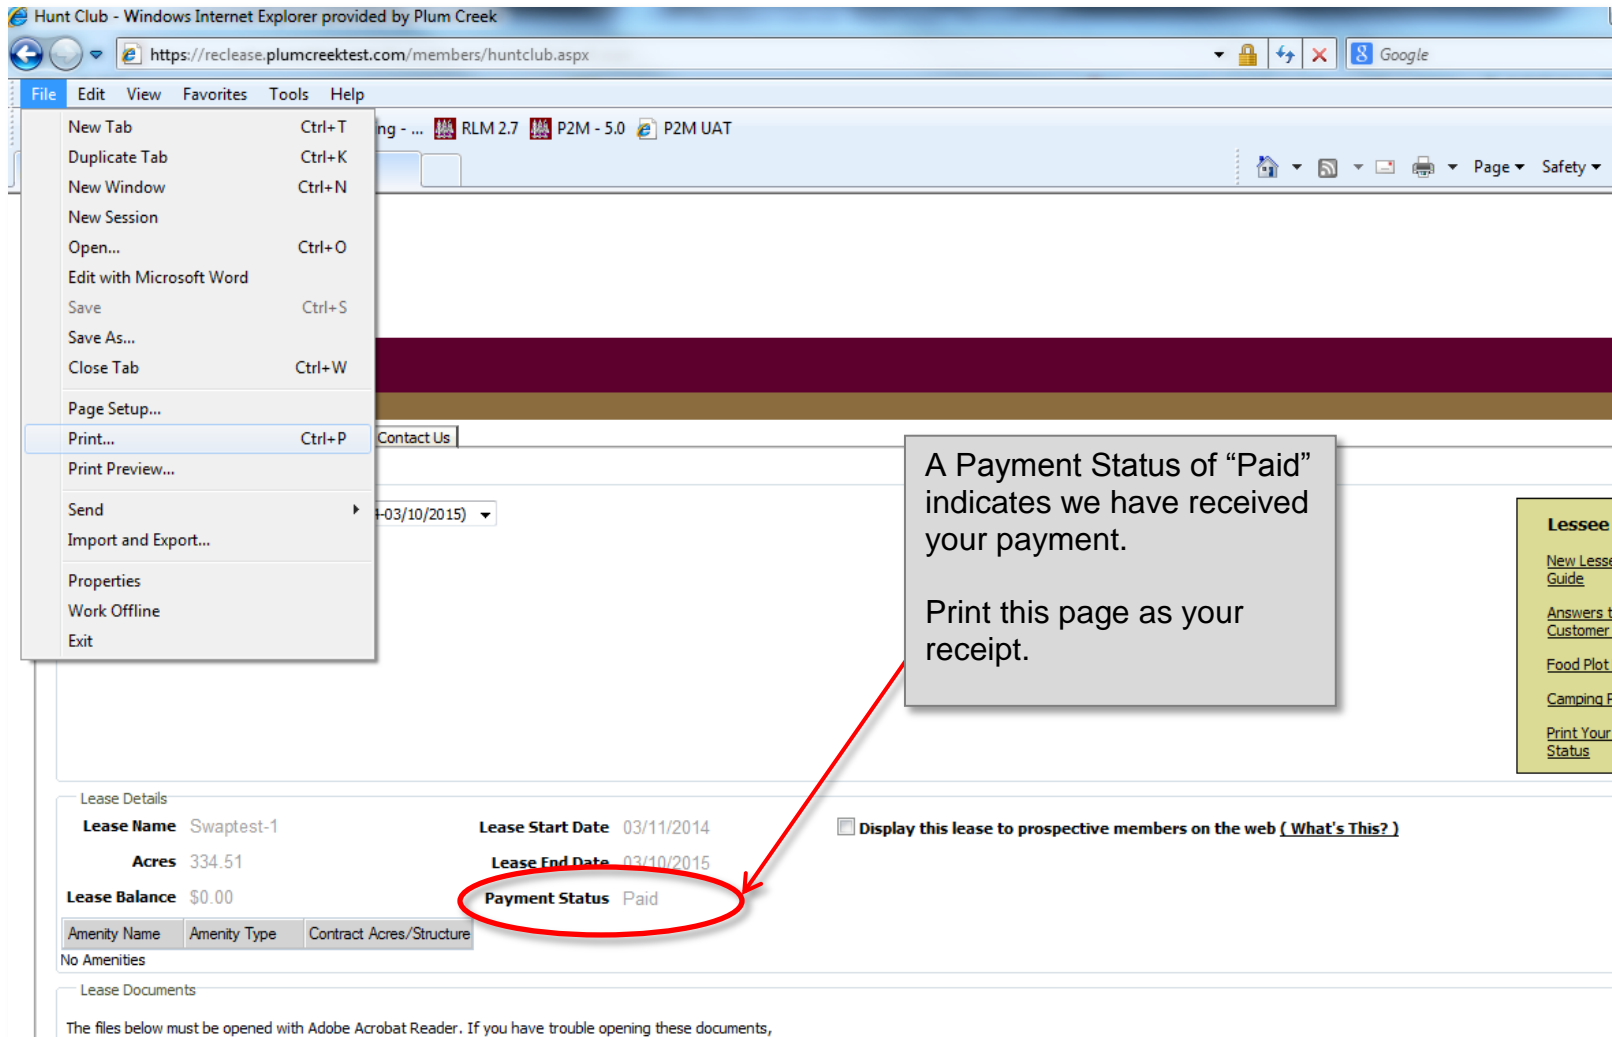 Hunt Club - Windows Internet Explorer provided by Plum Creek
https://reclease.plumcreektest.com/members/huntclub.aspx
Google
File Edit View Favorites Tools Help
ng - ... RLM 2.7 P2M - 5.0 P2M UAT
Page Safety
New Tab Ctrl+T
Duplicate Tab Ctrl+K
New Window Ctrl+N
New Session
Open... Ctrl+O
Edit with Microsoft Word
Save Ctrl+S
Save As...
Close Tab Ctrl+W
Page Setup...
Print... Ctrl+P
Print Preview...
Send
Import and Export...
Properties
Work Offline
Exit
Contact Us
-03/10/2015)
A Payment Status of “Paid”
indicates we have received
your payment.
Print this page as your
receipt.
Lessee
New Lesse
Guide
Answers t
Customer
Food Plot
Camping
Print Your
Status
Lease Details
Lease Name Swaptest-1 Lease Start Date 03/11/2014 Display this lease to prospective members on the web ( What's This? )
Acres 334.51 Lease End Date 03/10/2015
Lease Balance $0.00 Payment Status Paid
Amenity Name Amenity Type Contract Acres/Structure
No Amenities
Lease Documents
The files below must be opened with Adobe Acrobat Reader. If you have trouble opening these documents,